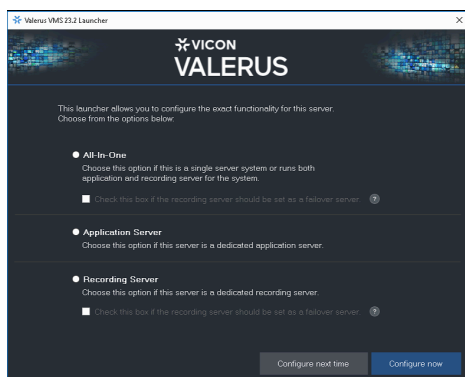 Valerus VMS 23.2 Launcher
VICON
VALERUS
This launcher allows you to configure the exact functionality for this server.
Choose from the options below:
All-In-One
Choose this option if this is a single server system or runs both
application and recording server for the system.
Check this box if the recording server should be set as a failover server.
?
Application Server
Choose this option if this server is a dedicated application server.
Recording Server
Choose this option if this server is a dedicated recording server.
Check this box if the recording server should be set as a failover server.
?
Configure next time
Configure now